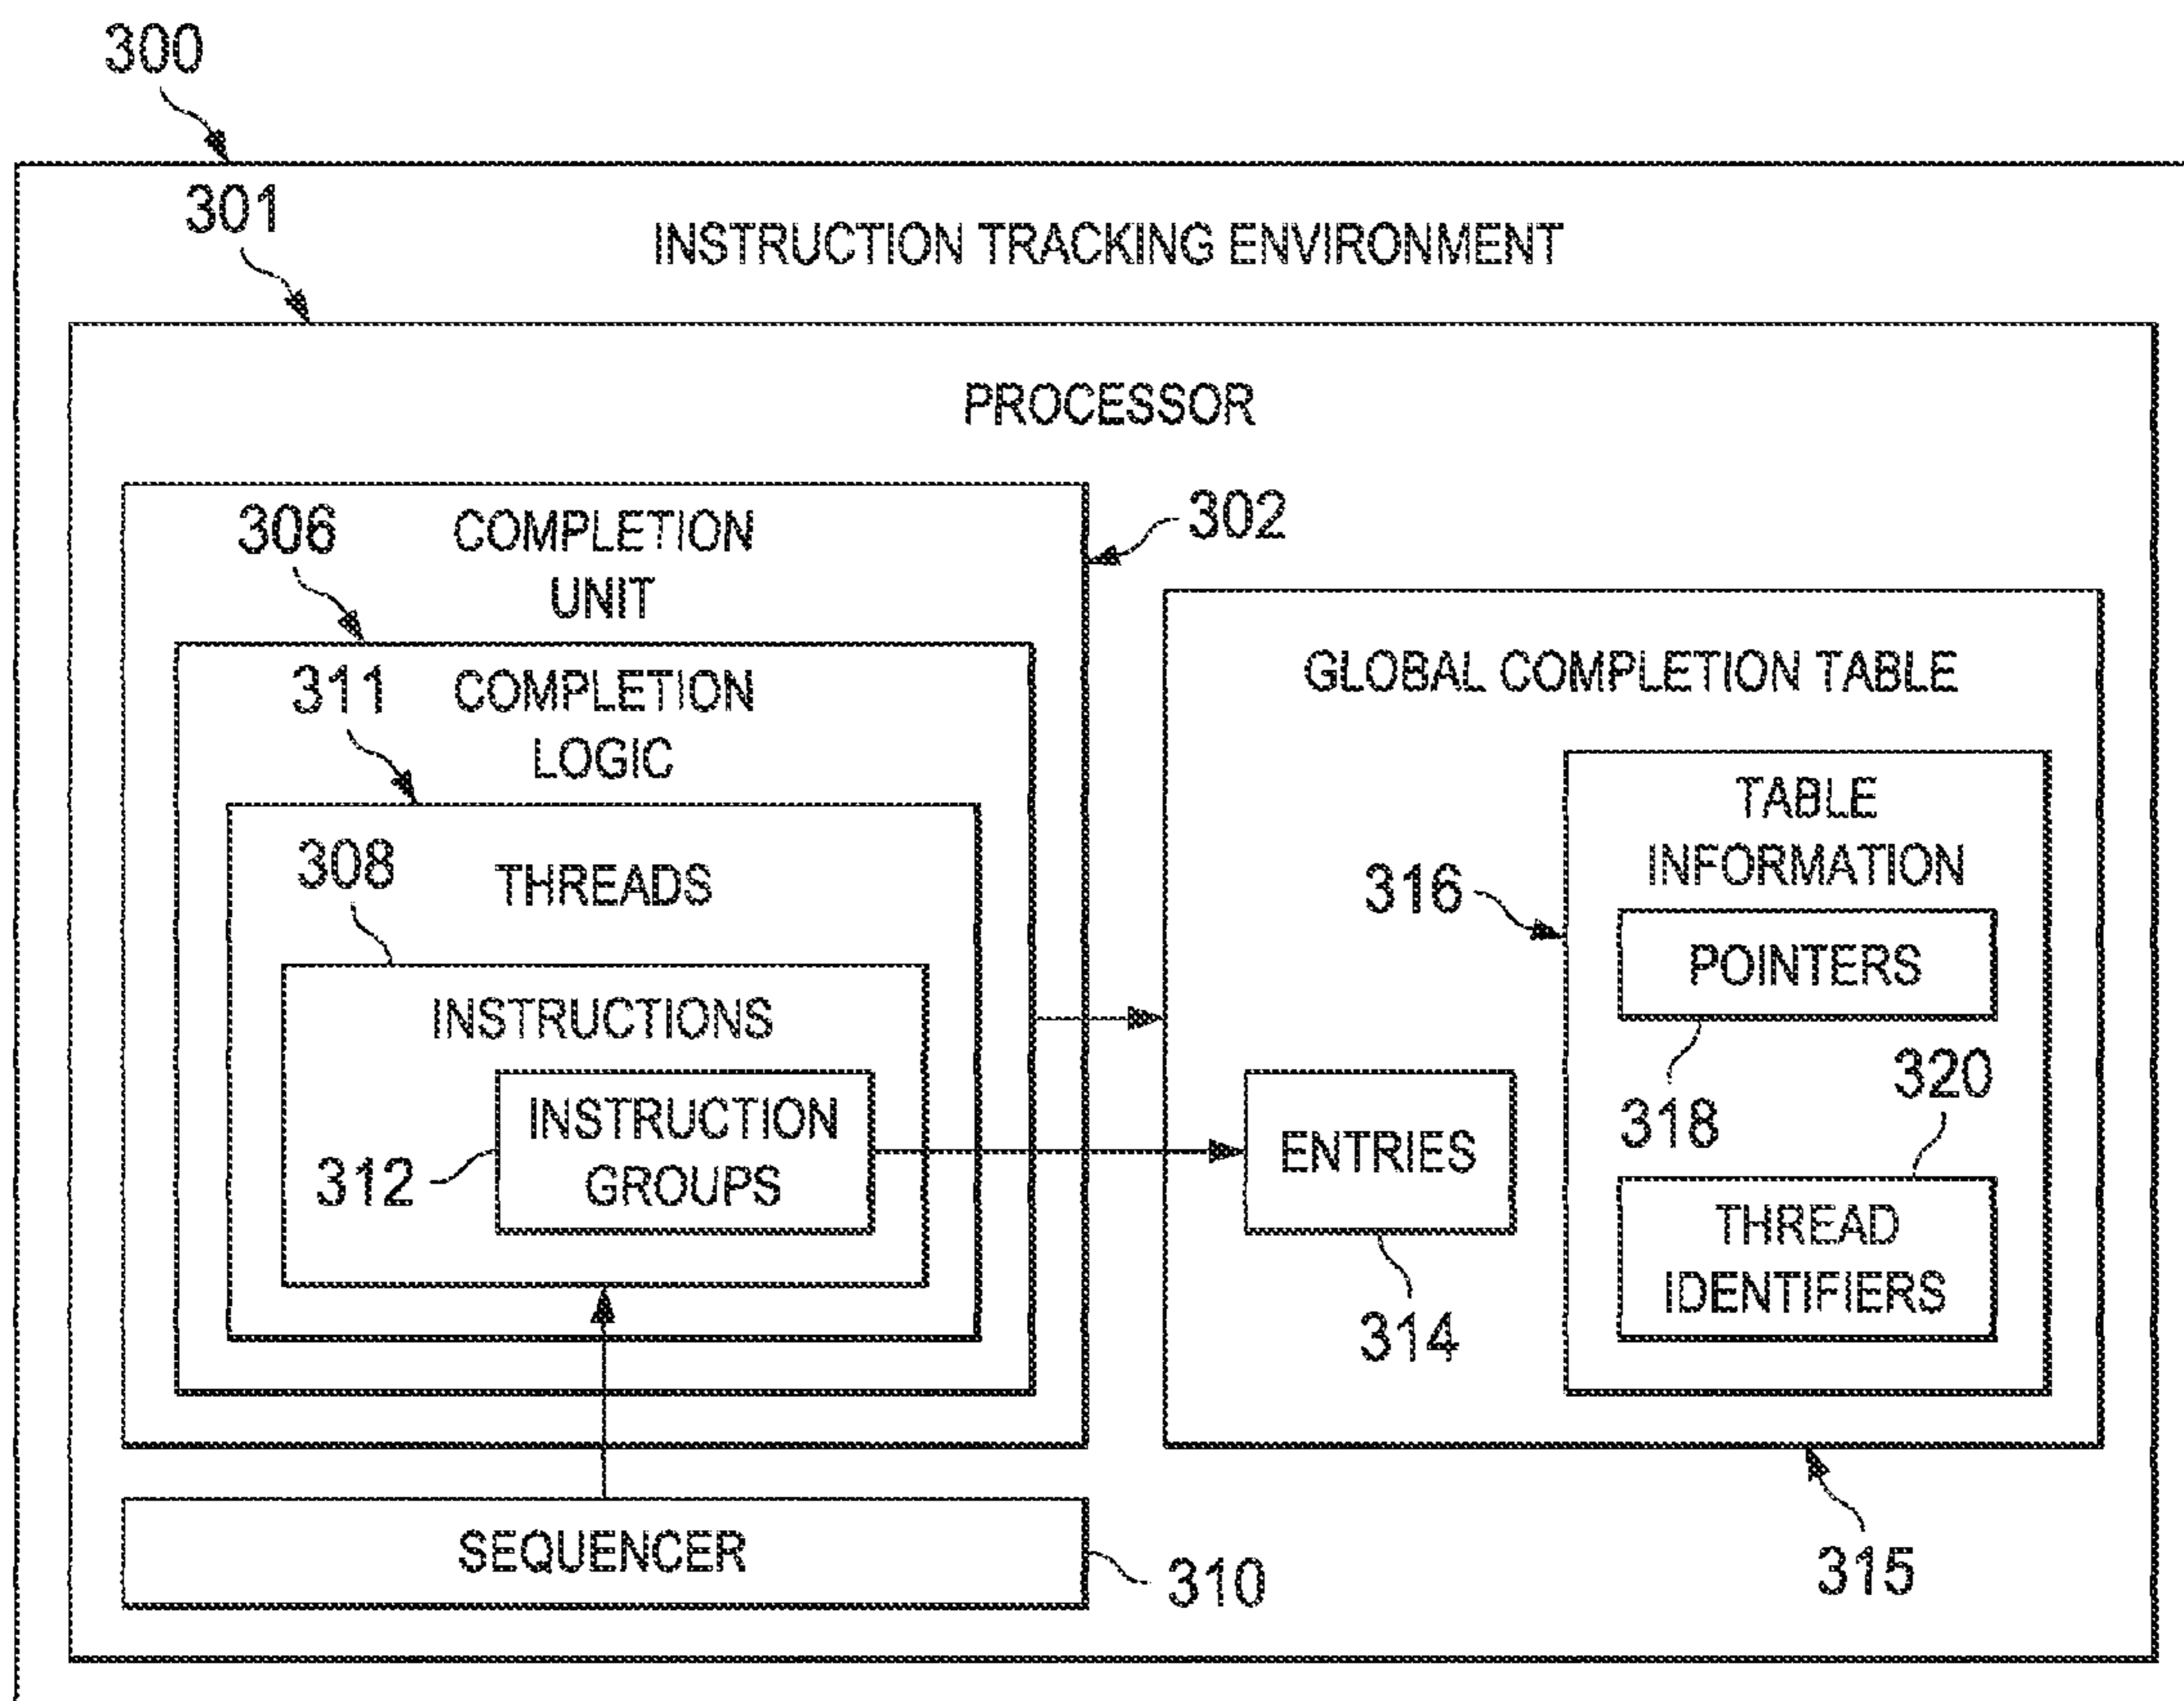 300
301
INSTRUCTION TRACKING ENVIRONMENT
PROCESSOR
306
COMPLETION
UNIT
302
311
COMPLETION
LOGIC
308
THREADS
INSTRUCTIONS
312
INSTRUCTION
GROUPS
SEQUENCER
310
GLOBAL COMPLETION TABLE
316
TABLE
INFORMATION
POINTERS
318
320
ENTRIES
314
THREAD
IDENTIFIERS
315